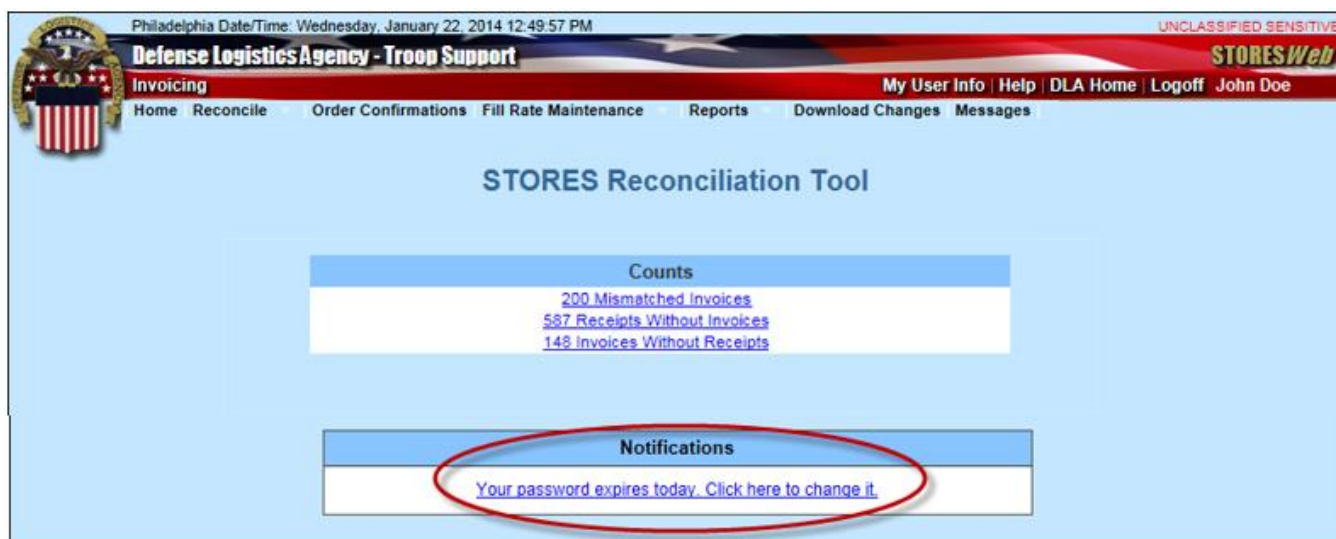 Philadelphia Date/Time: Wednesday, January 22, 2014 12:49:57 PM UNCLASSIFIED SENSITIVE
Defense Logistics Agency - Troop Support STORESWeb
Invoicing My User Info | Help | DLA Home | Logoff John Doe
Home Reconcile Order Confirmations Fill Rate Maintenance Reports Download Changes Messages
STORES Reconciliation Tool
Counts
200 Mismatched Invoices
587 Receipts Without Invoices
148 Invoices Without Receipts
Notifications
Your password expires today. Click here to change it.